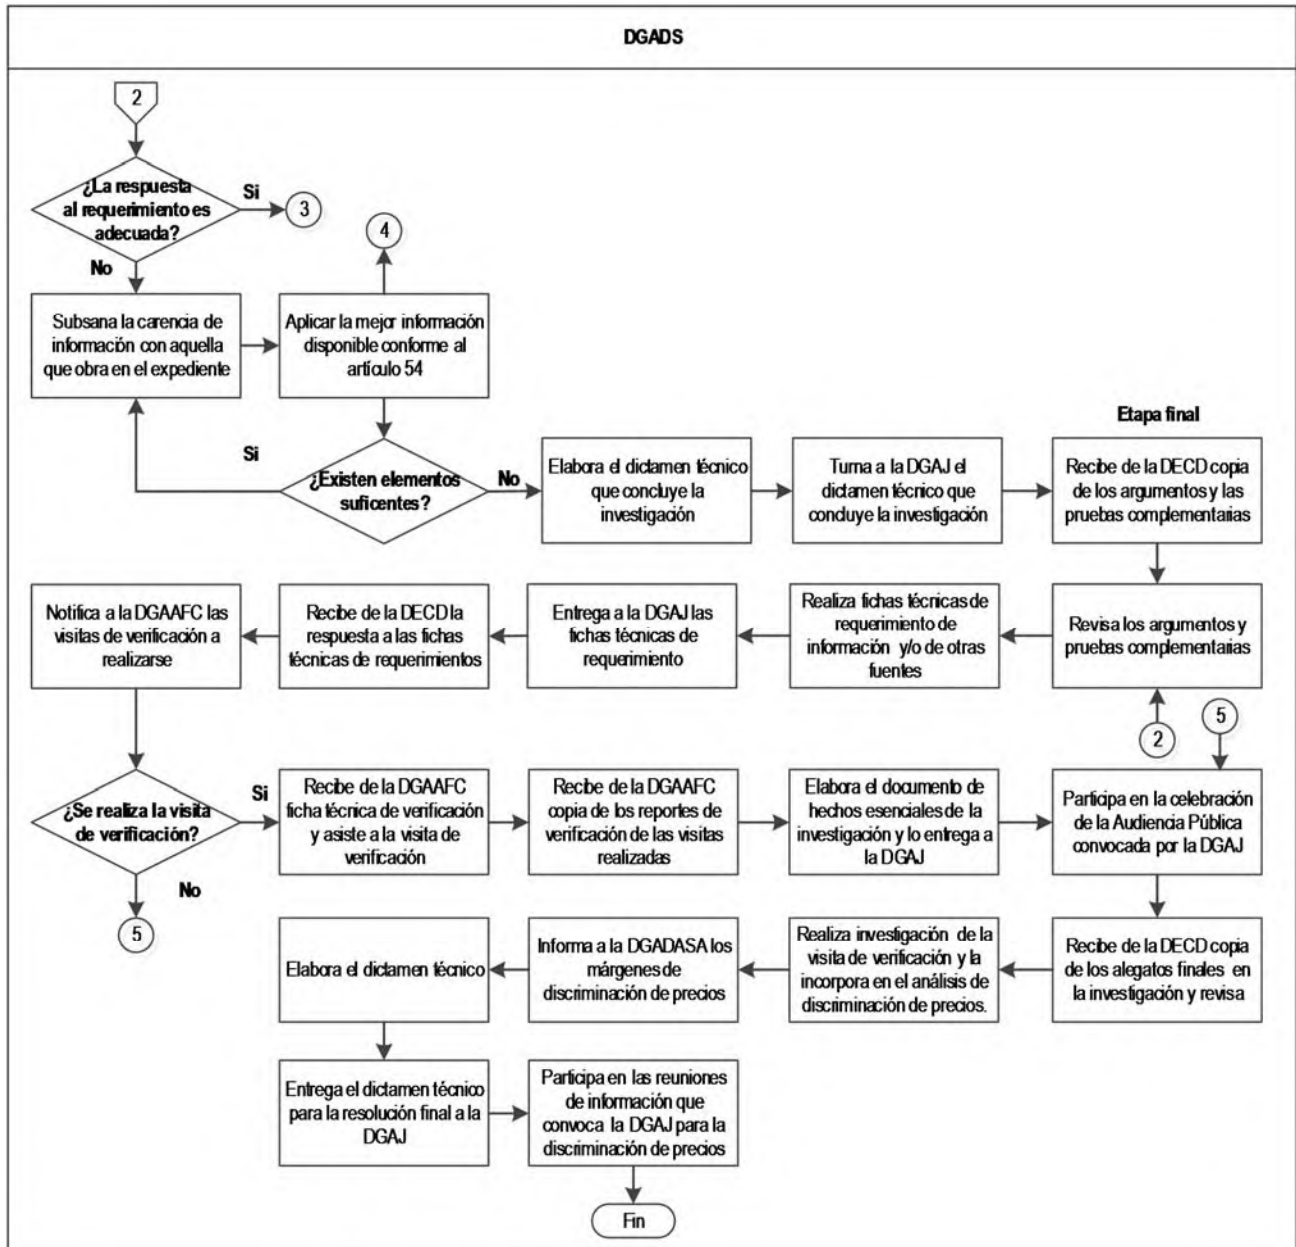 DGADS
2
¿La respuesta
al requerimiento es
adecuada?
Si
3
4
No
Subsana la carencia de
información con aquella
que obra en el expediente
Aplicar la mejor información
disponible conforme al
artículo 54
Etapa final
Si
¿Existen elementos
suficentes?
No
Elabora el dictamen técnico
que concluye la
investigación
Turna a la DGAJ el
dictamen técnico que
concluye la investigación
Recibe de la DECD copia
de los argumentos y las
pruebas complementarias
Notifica a la DGAAFC las
visitas de verificación a
realizarse
Recibe de la DECD la
respuesta a las fichas
técnicas de requerimientos
Entrega a la DGAJ las
fichas técnicas de
requerimiento
Realiza fichas técnicas de
requerimiento de
información y/o de otras
fuentes
Revisa los argumentos y
pruebas complementarias
2
5
¿Se realiza la visita
de verificación?
Si
Recibe de la DGAAFC
ficha técnica de verificación
y asiste a la visita de
verificación
Recibe de la DGAAFC
copia de los reportes de
verificación de las visitas
realizadas
Elabora el documento de
hechos esenciales de la
investigación y lo entrega a
la DGAJ
Participa en la celebración
de la Audiencia Pública
convocada por la DGAJ
No
5
Elabora el dictamen técnico
Informa a la DGADASA los
márgenes de
discriminación de precios
Realiza investigación de la
visita de verificación y la
incorpora en el análisis de
discriminación de precios.
Recibe de la DECD copia
de los alegatos finales en
la investigación y revisa
Entrega el dictamen técnico
para la resolución final a la
DGAJ
Participa en las reuniones
de información que
convoca la DGAJ para la
discriminación de precios
Fin